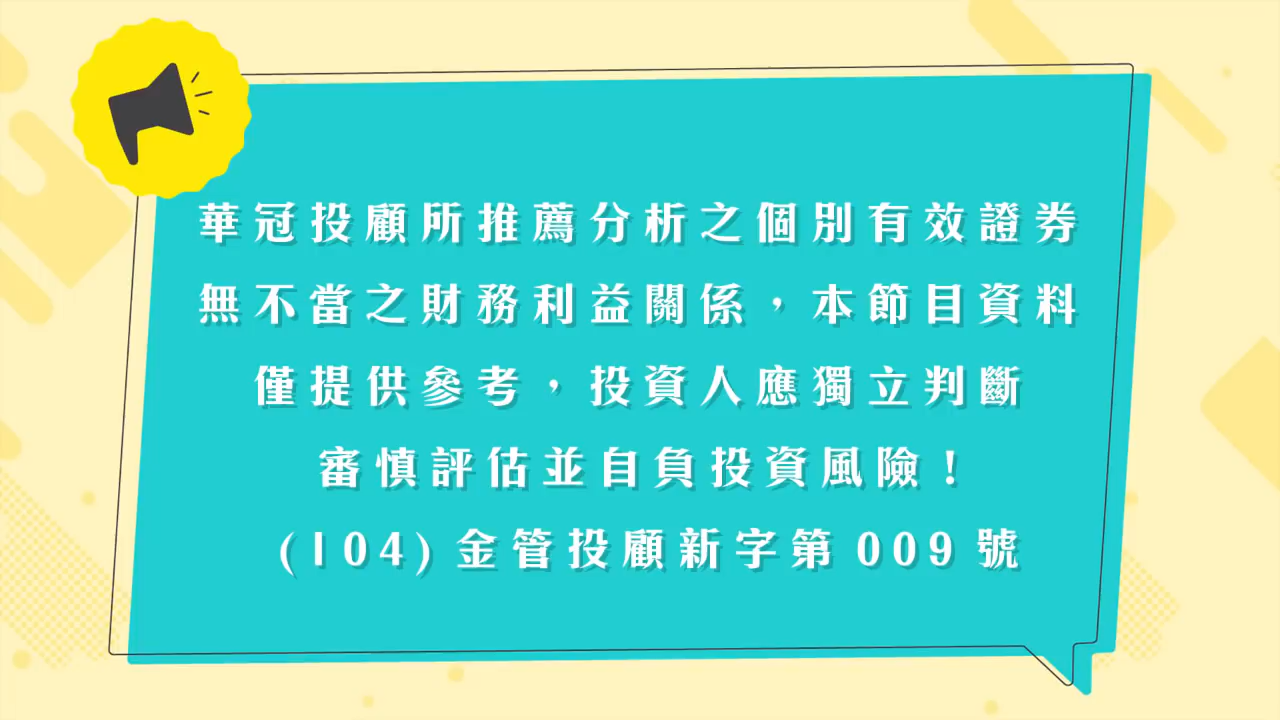 華冠投顧所推薦分析之個別有效證券
無不當之財務利益關係，本節目資料
僅提供參考，投資人應獨立判斷
審慎評估並自負投資風險！
(104)金管投顧新字第009號